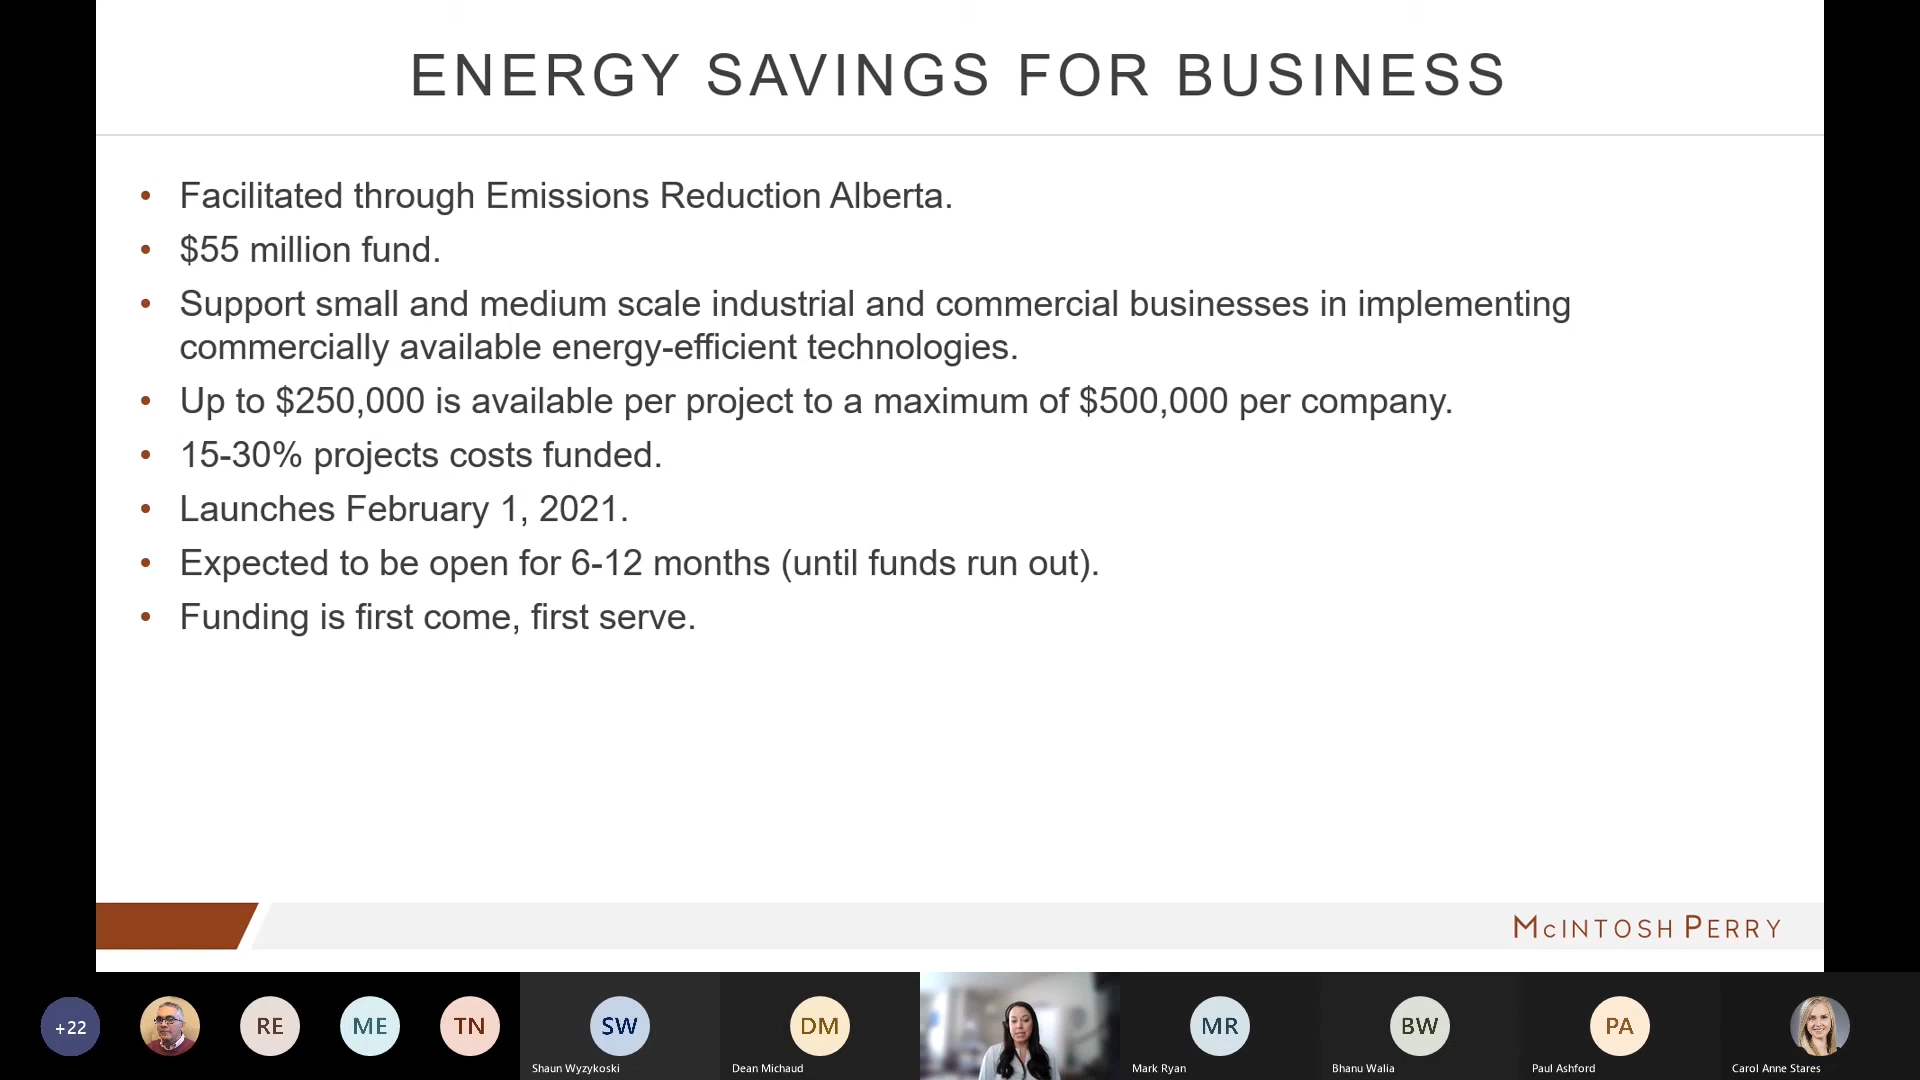 ENERGY SAVINGS FOR BUSINESS
• Facilitated through Emissions Reduction Alberta.
• $55 million fund.
• Support small and medium scale industrial and commercial businesses in implementing
commercially available energy-efficient technologies.
• Up to $250,000 is available per project to a maximum of $500,000 per company.
• 15-30% projects costs funded.
• Launches February 1, 2021.
• Expected to be open for 6-12 months (until funds run out).
• Funding is first come, first serve.
McINTOSH PERRY
+22
RE
ME
TN
SW
Shaun Wyzykoski
DM
Dean Michaud
MR
Mark Ryan
BW
Bhanu Walia
PA
Paul Ashford
Carol Anne Stares